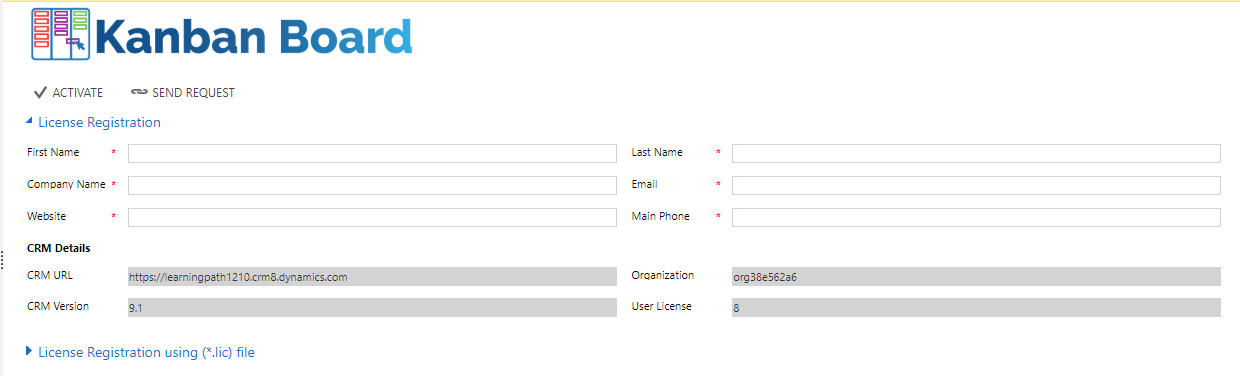 Kanban Board
ACTIVATE SEND REQUEST
License Registration
First Name * Last Name *
Company Name * Email *
Website * Main Phone *
CRM Details
CRM URL https://learningpath1210.crm8.dynamics.com Organization org38e562a6
CRM Version 9.1 User License 8
License Registration using (*.lic) file